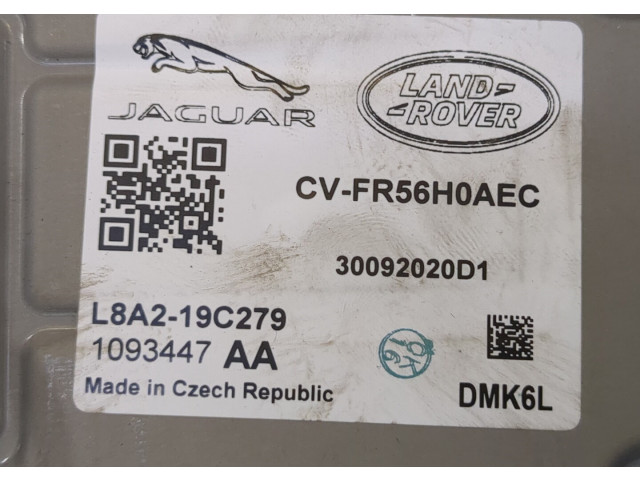 JAGUAR
LAND-
ROVER
CV-FR56H0AEC
30092020D1
L8A2-19C279
1093447 AA
Made in Czech Republic
DMK6L